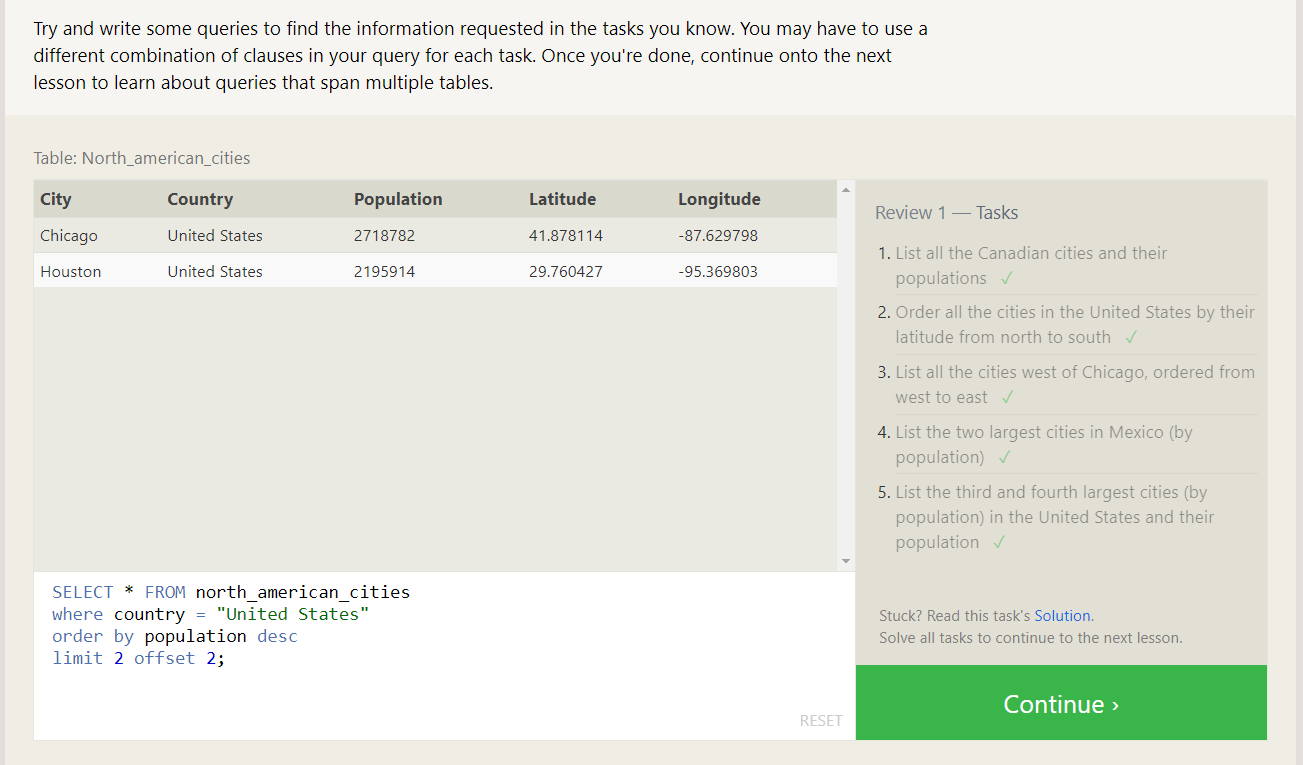 Try and write some queries to find the information requested in the tasks you know. You may have to use a
different combination of clauses in your query for each task. Once you're done, continue onto the next
lesson to learn about queries that span multiple tables.
Table: North_american_cities
City Country Population Latitude Longitude
Chicago United States 2718782 41.878114 -87.629798
Houston United States 2195914 29.760427 -95.369803
SELECT * FROM north_american_cities
where country = "United States"
order by population desc
limit 2 offset 2;
RESET
Review 1 — Tasks
1. List all the Canadian cities and their
populations ✓
2. Order all the cities in the United States by their
latitude from north to south ✓
3. List all the cities west of Chicago, ordered from
west to east ✓
4. List the two largest cities in Mexico (by
population) ✓
5. List the third and fourth largest cities (by
population) in the United States and their
population ✓
Stuck? Read this task's Solution.
Solve all tasks to continue to the next lesson.
Continue ›